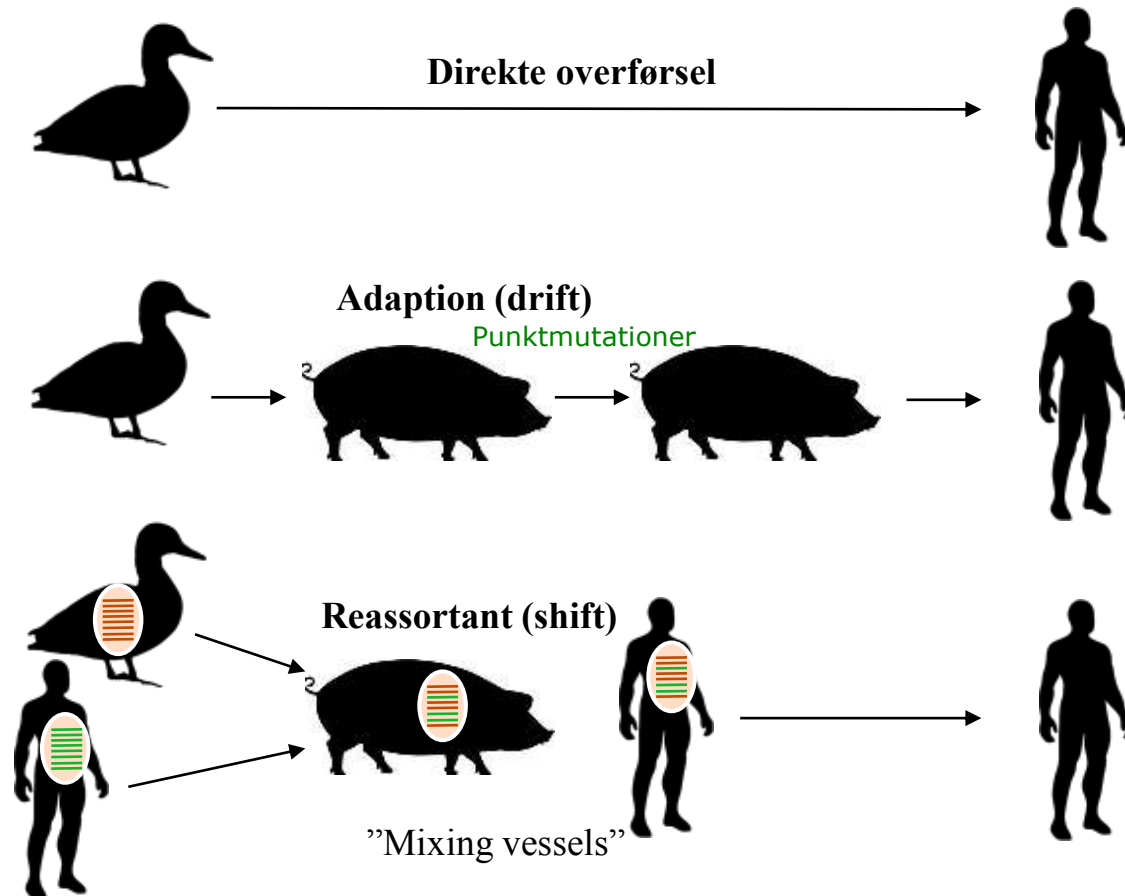 Direkte overførsel
Adaption (drift)
Punktmutationer
Reassortant (shift)
”Mixing vessels”